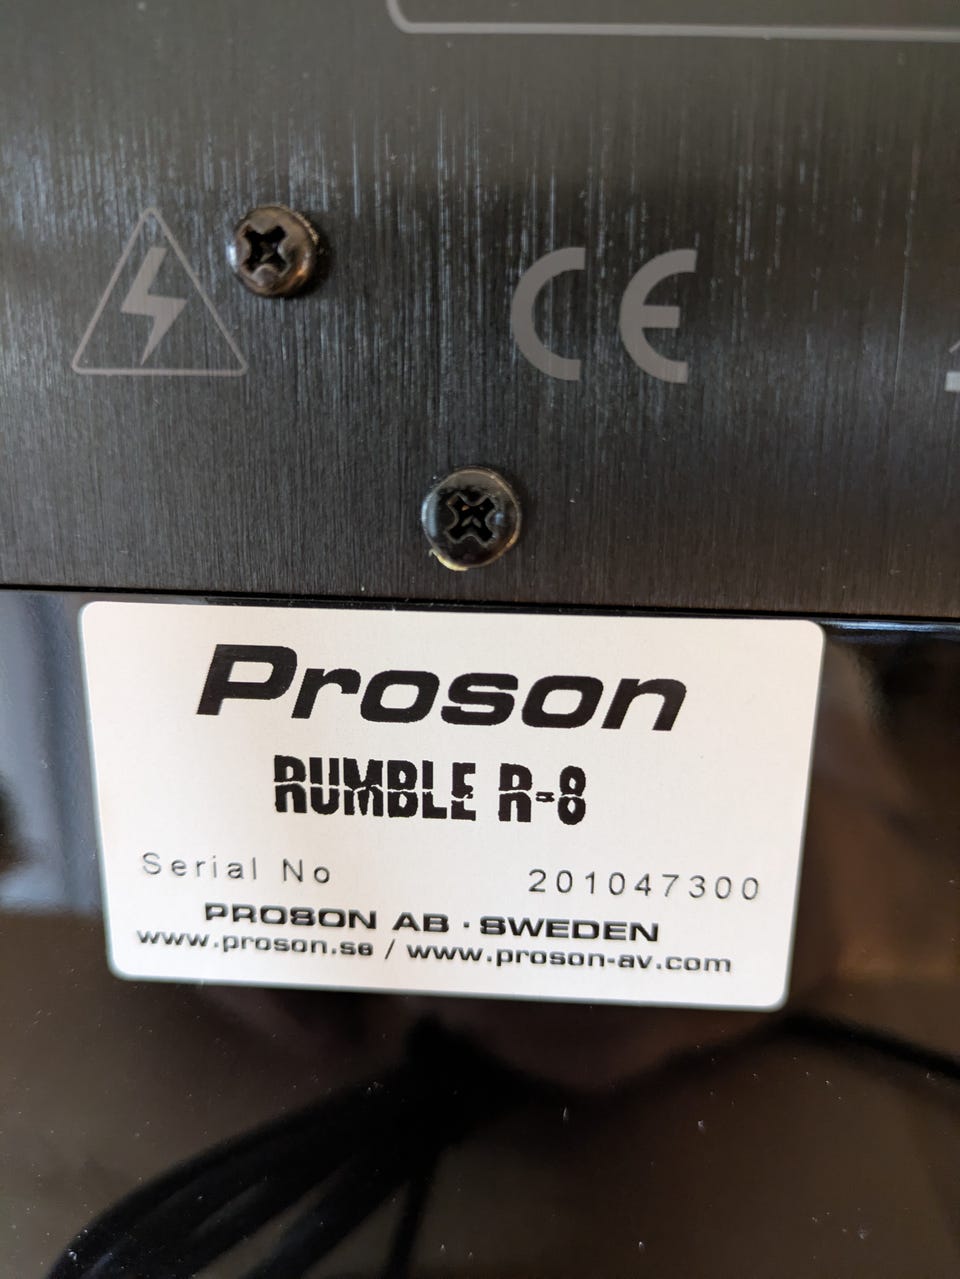 CE
Proson
RUMBLE R-8
Serial No 201047300
PROSON AB · SWEDEN
www.proson.se / www.proson-av.com